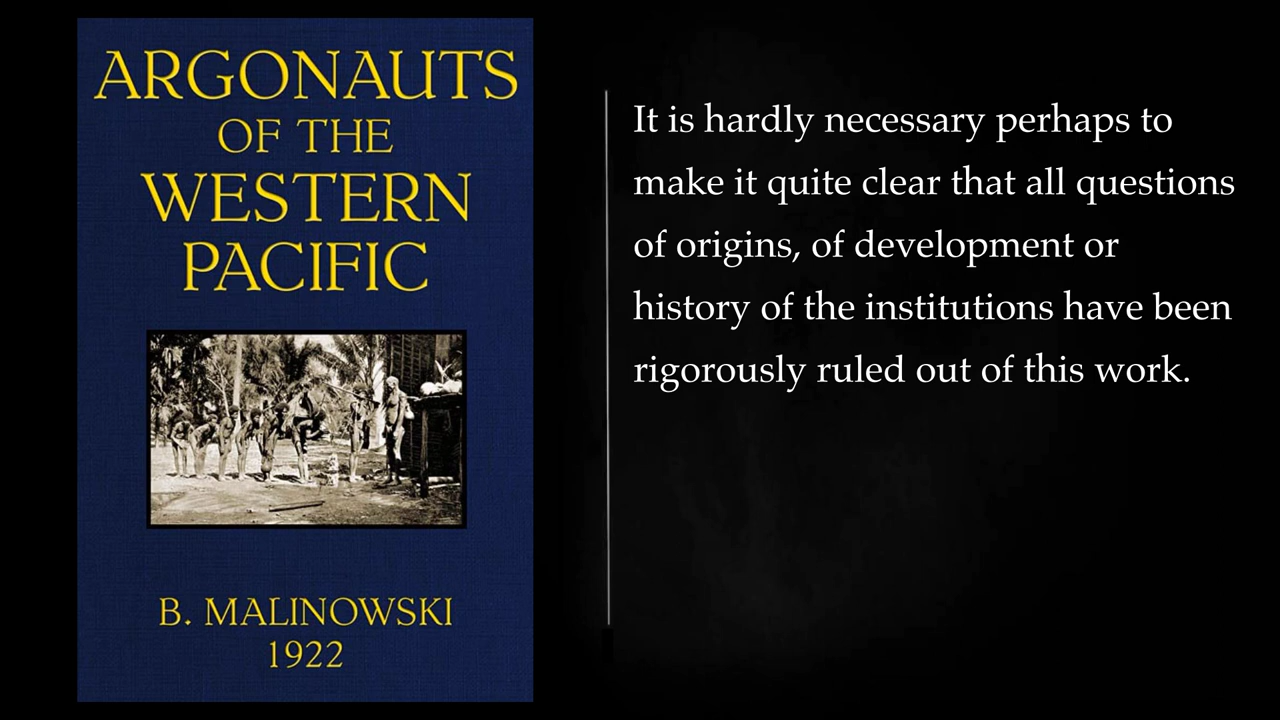 ARGONAUTS
OF THE
WESTERN
PACIFIC
B. MALINOWSKI
1922
It is hardly necessary perhaps to
make it quite clear that all questions
of origins, of development or
history of the institutions have been
rigorously ruled out of this work.